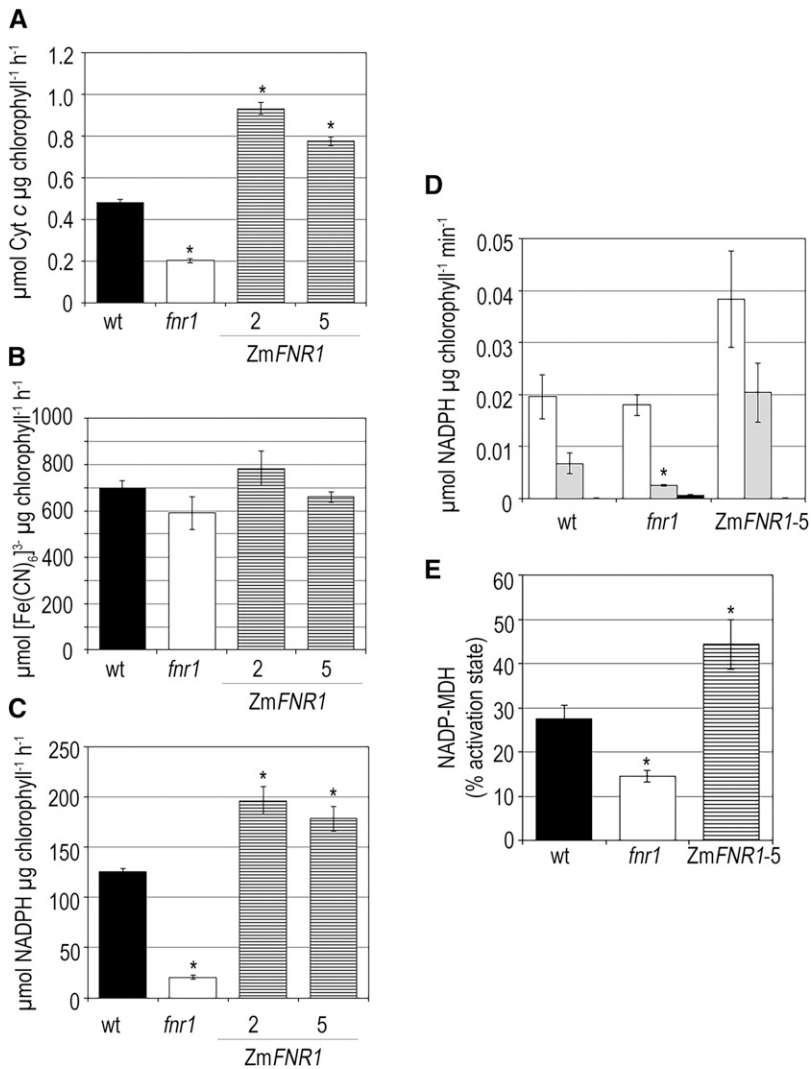 A
µmol Cyt c µg chlorophyll⁻¹ h⁻¹
1.2
1.0
0.8
0.6
0.4
0.2
0
*
*
*
wt
fnr1
2
5
ZmFNR1
B
µmol [Fe(CN)₆]³⁻ µg chlorophyll⁻¹ h⁻¹
1000
800
600
400
200
0
wt
fnr1
2
5
ZmFNR1
C
µmol NADPH µg chlorophyll⁻¹ h⁻¹
250
200
150
100
50
0
*
*
*
wt
fnr1
2
5
ZmFNR1
D
µmol NADPH µg chlorophyll⁻¹ min⁻¹
0.05
0.04
0.03
0.02
0.01
0
*
wt
fnr1
ZmFNR1-5
E
NADP-MDH
(% activation state)
60
50
40
30
20
10
0
*
*
wt
fnr1
ZmFNR1-5